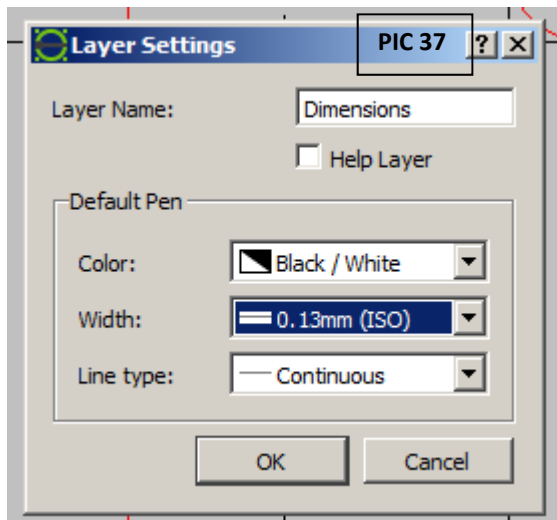 Layer Settings PIC 37 ?
Layer Name: Dimensions
Help Layer
Default Pen
Color: Black / White
Width: 0.13mm (ISO)
Line type: Continuous
OK Cancel